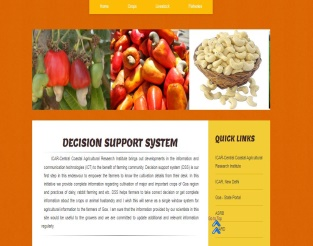 Home Crops Livestock Fisheries
DECISION SUPPORT SYSTEM
ICAR-Central Coastal Agricultural Research Institute brings out developments in the information and
communication technologies (ICT) to the benefit of farming community. Decision support system (DSS) is our
first step in this endeavour to empower the farmers to know the cultivation details from their desk. In this
initiative we provide complete information regarding cultivation of major and important crops of Goa region
and practices of dairy, rabbit farming and etc. DSS helps farmer to take correct decision or get complete
information about the crops or animal husbandry and I wish this will serve as a single window system for
agricultural information to the farmers of Goa. I am sure that the information provided by our scientists in this
site would be useful to the growers and we are committed to update additional and relevant information
regularly.
QUICK LINKS
ICAR-Central Coastal Agricultural
Research Institute
ICAR, New Delhi
Goa - State Portal
ASRB
Go to Top